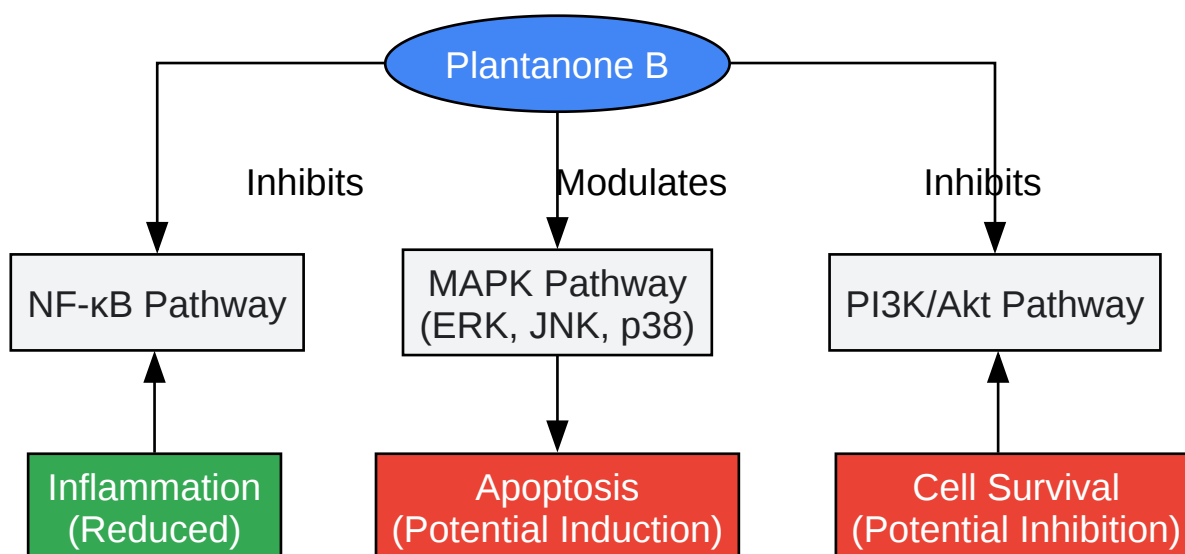 Plantanone B
Inhibits
Modulates
Inhibits
NF-κB Pathway
MAPK Pathway
(ERK, JNK, p38)
PI3K/Akt Pathway
Inflammation
(Reduced)
Apoptosis
(Potential Induction)
Cell Survival
(Potential Inhibition)